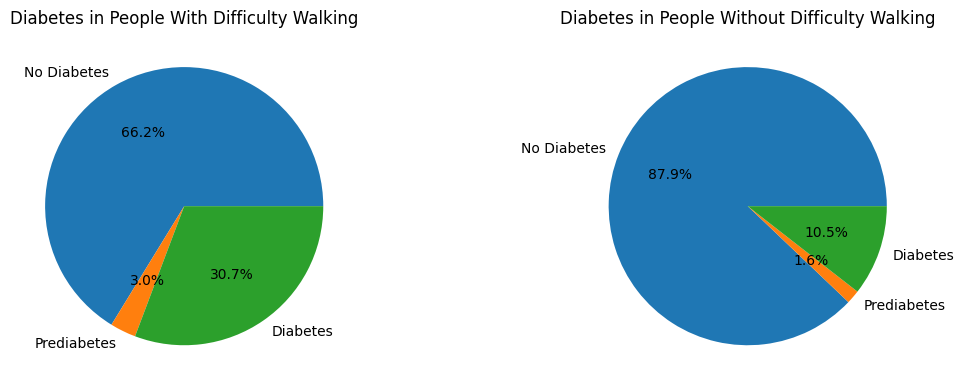 Diabetes in People With Difficulty Walking
No Diabetes
66.2%
3.0%
30.7%
Prediabetes
Diabetes
Diabetes in People Without Difficulty Walking
No Diabetes
87.9%
10.5%
1.6%
Diabetes
Prediabetes